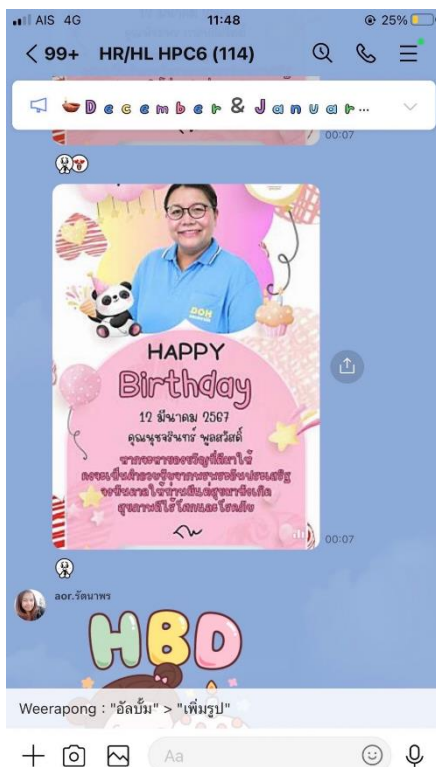 AIS 4G 11:48 25%
99+ HR/HL HPC6 (114)
December & Januar...
00:07
DOH
HAPPY
Birthday
12 มีนาคม 2567
คุณนุชจรินทร์ พูลสวัสดิ์
00:07
aor.รัตนาพร
HBD
Weerapong : "อัลบั้ม" > "เพิ่มรูป"
Aa